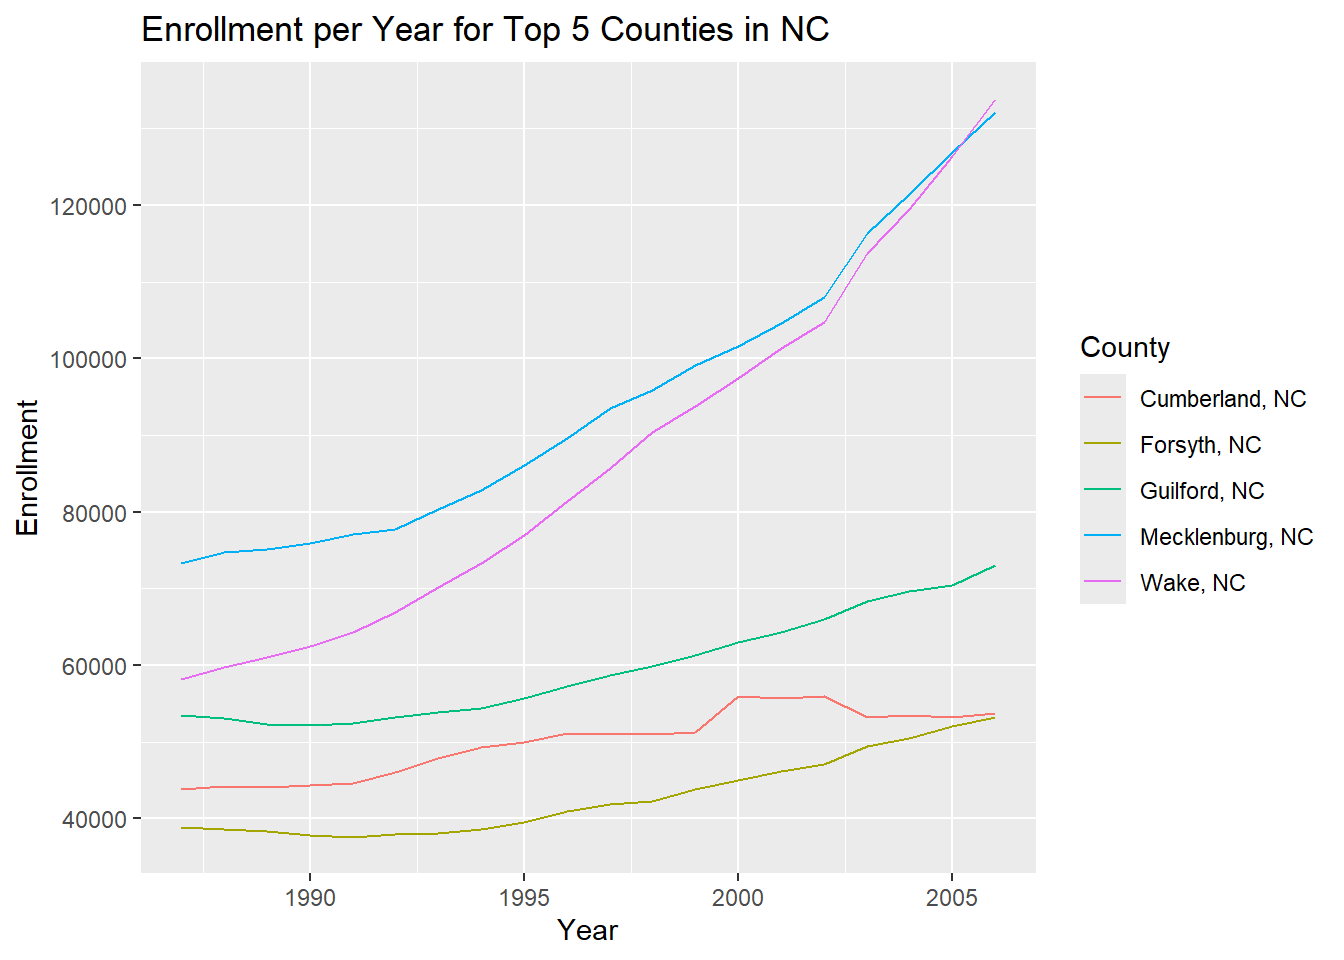 Enrollment per Year for Top 5 Counties in NC
120000
100000
80000
60000
40000
Enrollment
1990
1995
2000
2005
Year
County
Cumberland, NC
Forsyth, NC
Guilford, NC
Mecklenburg, NC
Wake, NC